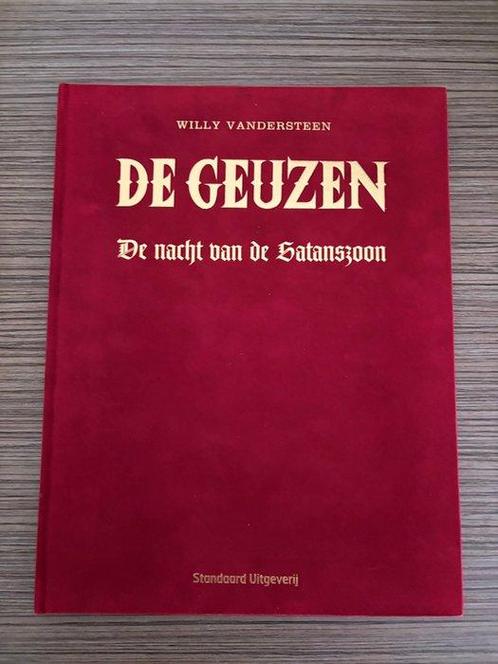 WILLY VANDERSTEEN
DE GEUZEN
De nacht van de Satanszoon
Standaard Uitgeverij